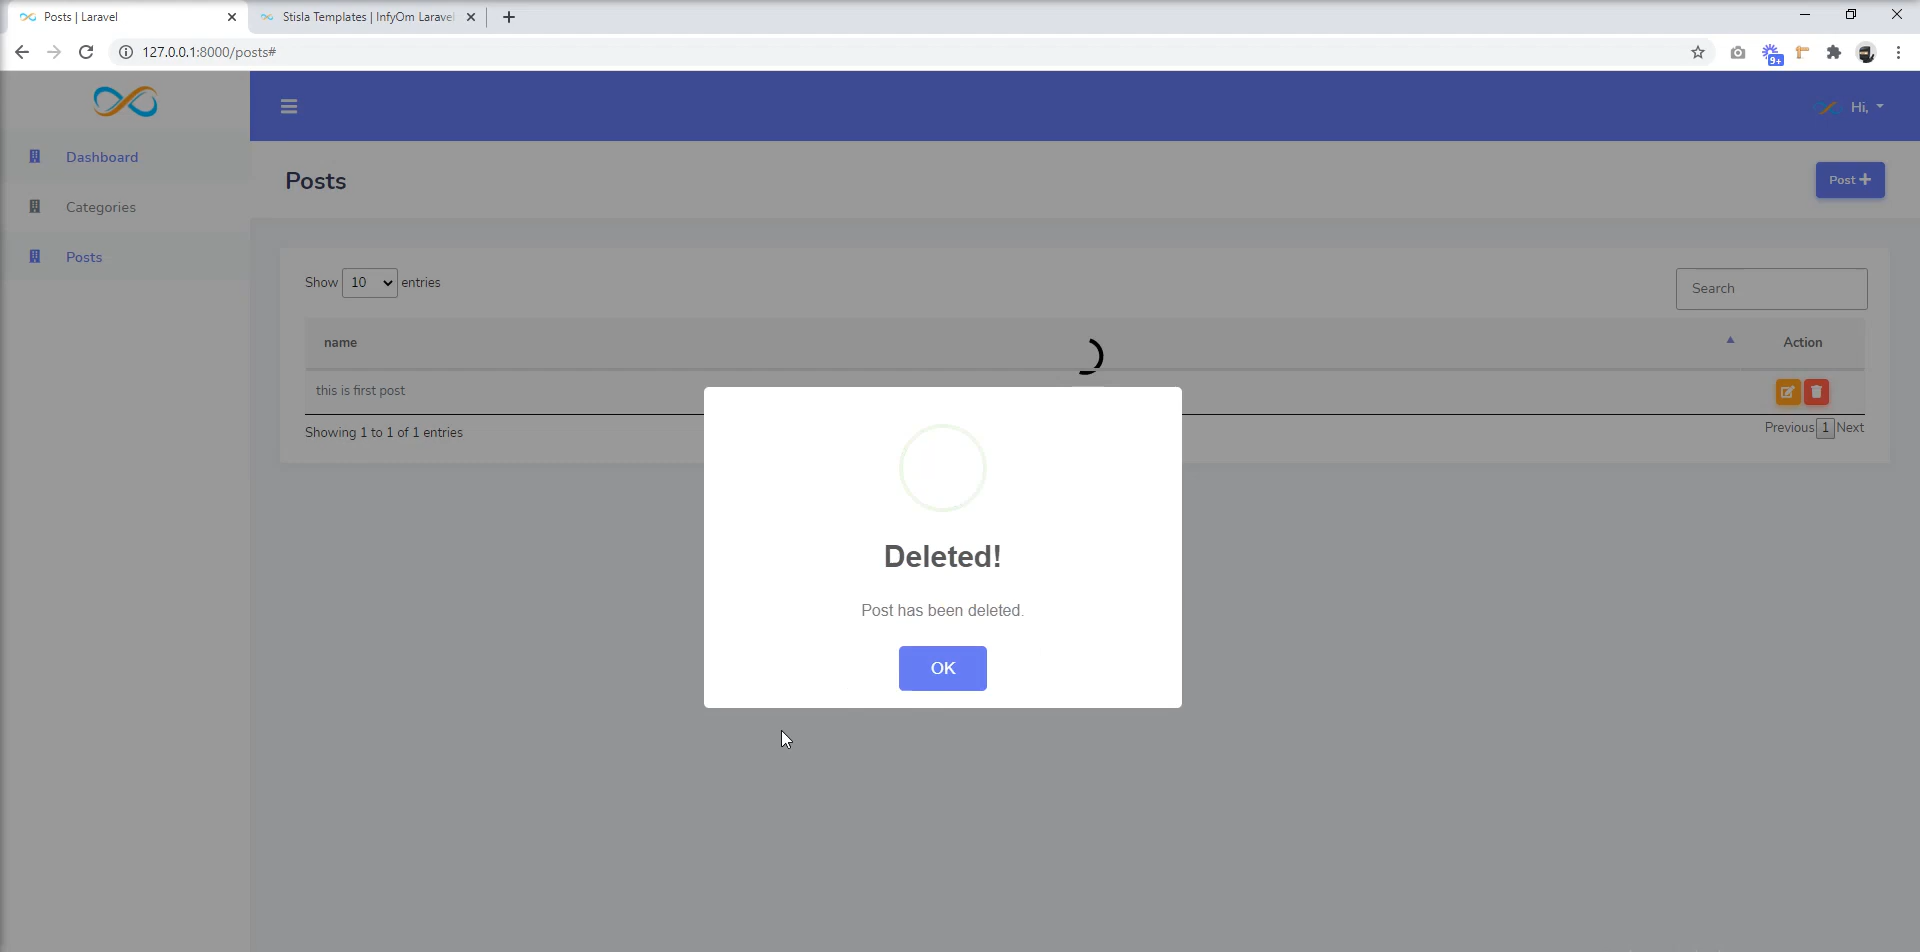 Posts | Laravel
Stisla Templates | InfyOm Laravel
127.0.0.1:8000/posts#
9+
Hi,
Dashboard
Categories
Posts
Posts
Post
Show 10 entries
Search
name
Action
this is first post
Showing 1 to 1 of 1 entries
Previous 1 Next
Deleted!
Post has been deleted.
OK